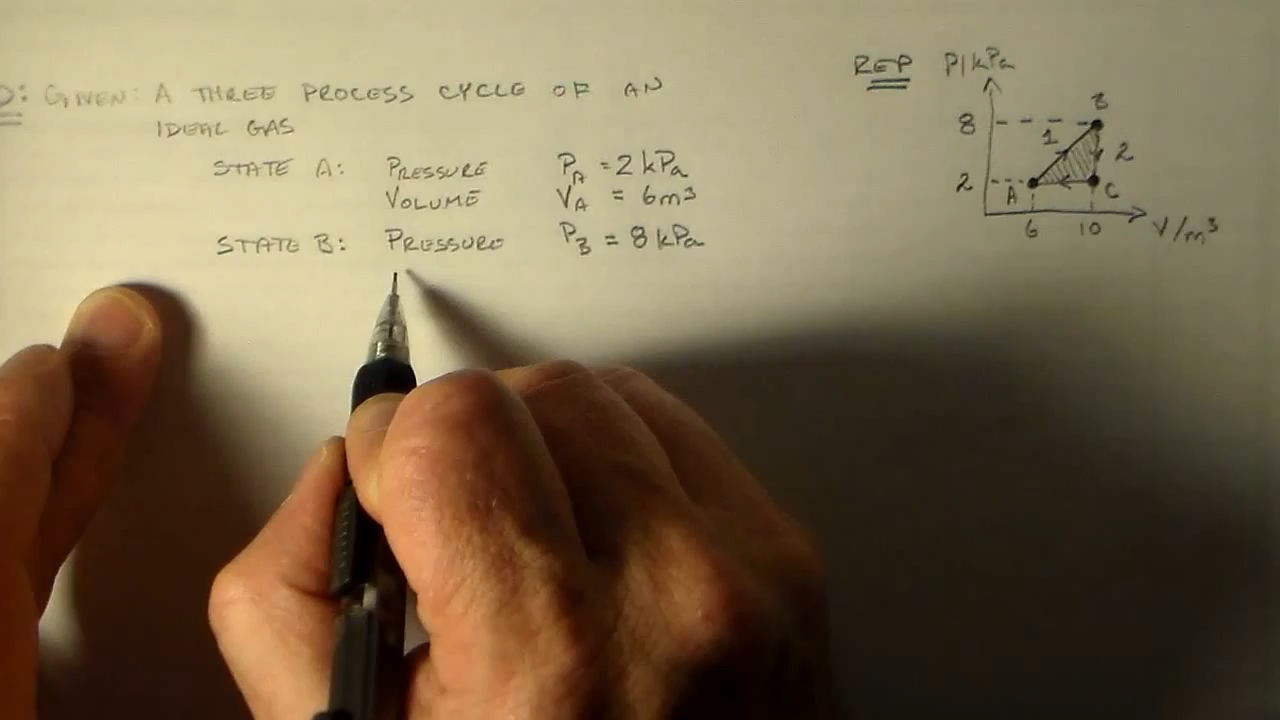 D: GIVEN: A THREE PROCESS CYCLE OF AN
IDEAL GAS
STATE A: PRESSURE P_A = 2 kPa
VOLUME V_A = 6m³
STATE B: PRESSURE P_B = 8 kPa
REP P/kPa
B
8
1
2
2
A
C
6 10 V/m³